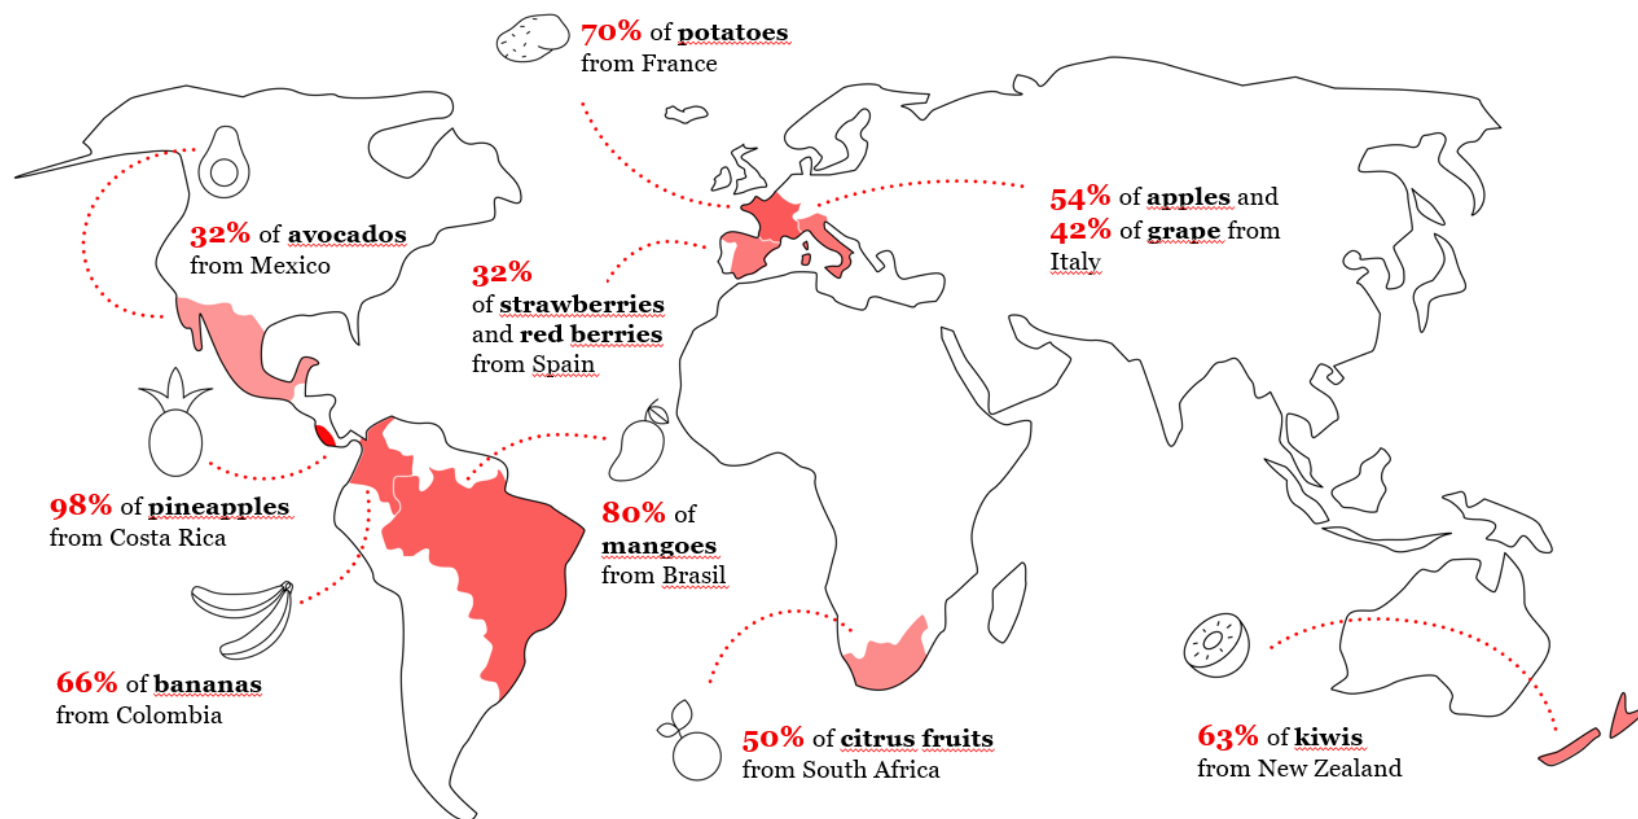 70% of potatoes
from France
54% of apples and
42% of grape from
Italy
32% of avocados
from Mexico
32%
of strawberries
and red berries
from Spain
98% of pineapples
from Costa Rica
80% of
mangoes
from Brasil
66% of bananas
from Colombia
50% of citrus fruits
from South Africa
63% of kiwis
from New Zealand